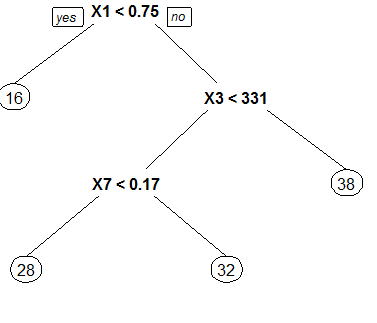 yes X1 < 0.75 no
16
X3 < 331
X7 < 0.17
38
28
32